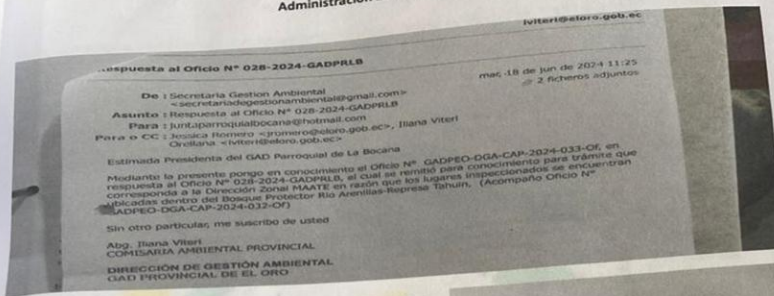 Administración
iviteri@eloro.gob.ec
espuesta al Oficio N° 028-2024-GADPRLB
mar, 18 de jun de 2024 11:25
2 ficheros adjuntos
De : Secretaria Gestion Ambiental
<secretariadegestionambiental@gmail.com>
Asunto : Respuesta al Oficio N° 028-2024-GADPRLB
Para : juntaparroquialbocana@hotmail.com
Para o CC : Jessica Romero <jromero@eloro.gob.ec>, Iliana Viteri
Orellana <iviteri@eloro.gob.ec>
Estimada Presidenta del GAD Parroquial de La Bocana
Mediante la presente pongo en conocimiento el Oficio N° GADPEO-DGA-CAP-2024-033-Of, en
respuesta al Oficio N° 028-2024-GADPRLB, el cual se remitió para conocimiento para trámite que
corresponda a la Dirección Zonal MAATE en razón que los lugares inspeccionados se encuentran
ubicadas dentro del Bosque Protector Río Arenillas-Represa Tahuín, (Acompaño Oficio N°
GADPEO-DGA-CAP-2024-032-Of)
Sin otro particular, me suscribo de usted
Abg. Iliana Viteri
COMISARIA AMBIENTAL PROVINCIAL
DIRECCIÓN DE GESTIÓN AMBIENTAL
GAD PROVINCIAL DE EL ORO